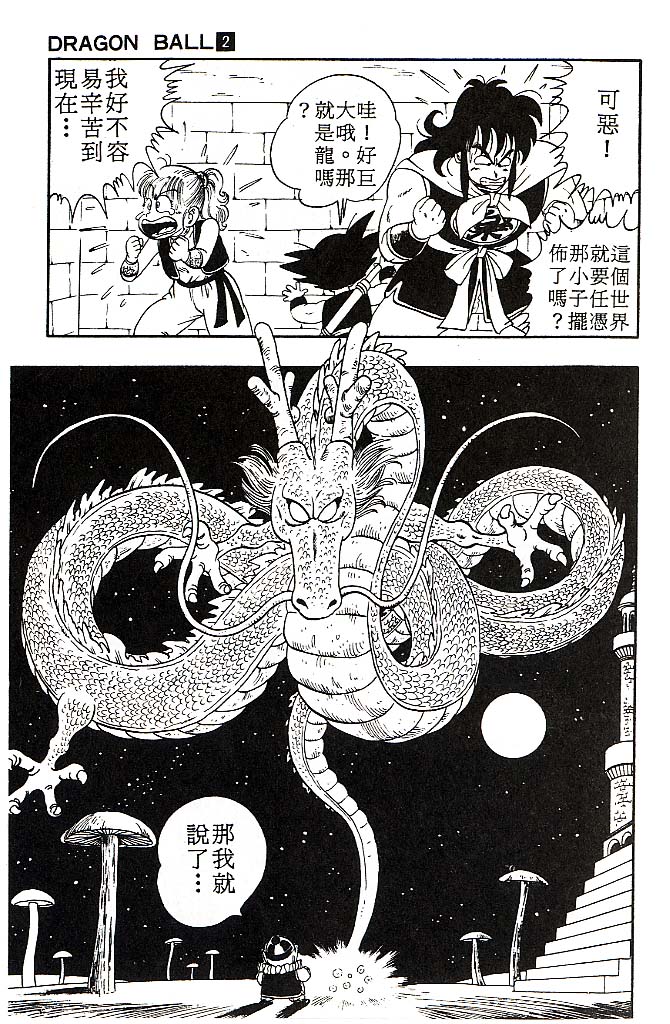 DRAGON BALL 2
可惡！
這個世界
就要任憑
那小子擺
佈了嗎？
哇！好巨
大哦。那
就是龍嗎
？
我好不容
易辛苦到
現在…
那我就
說了…